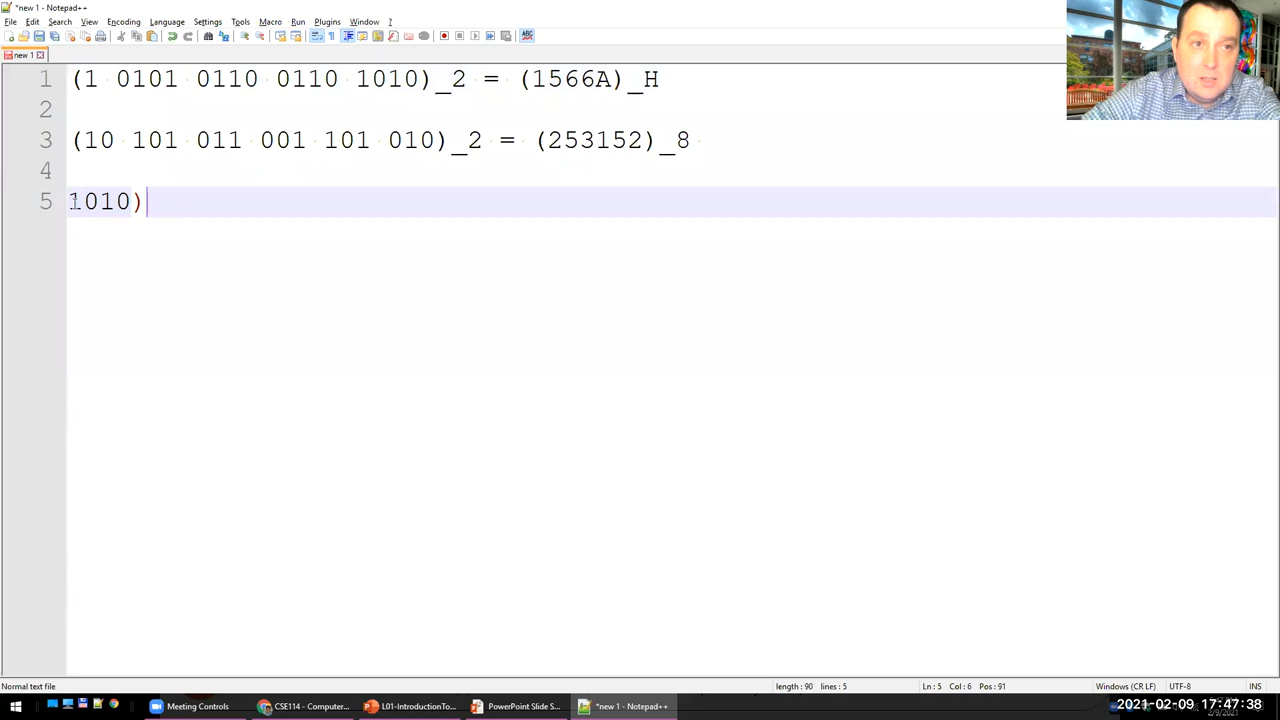 *new 1 - Notepad++
File Edit Search View Encoding Language Settings Tools Macro Run Plugins Window ?
new 1
1 (1 0101 0110 0110 1010)_2 = (1566A)_H
2
3 (10 101 011 001 101 010)_2 = (253152)_8
4
5 1010)
Normal text file length : 90 lines : 5 Ln : 5 Col : 6 Pos : 91 Windows (CR LF) UTF-8 INS
Meeting Controls CSE114 - Computer... L01-IntroductionTo... PowerPoint Slide S... *new 1 - Notepad++ 2021-02-09 17:47:38
2/9/2021